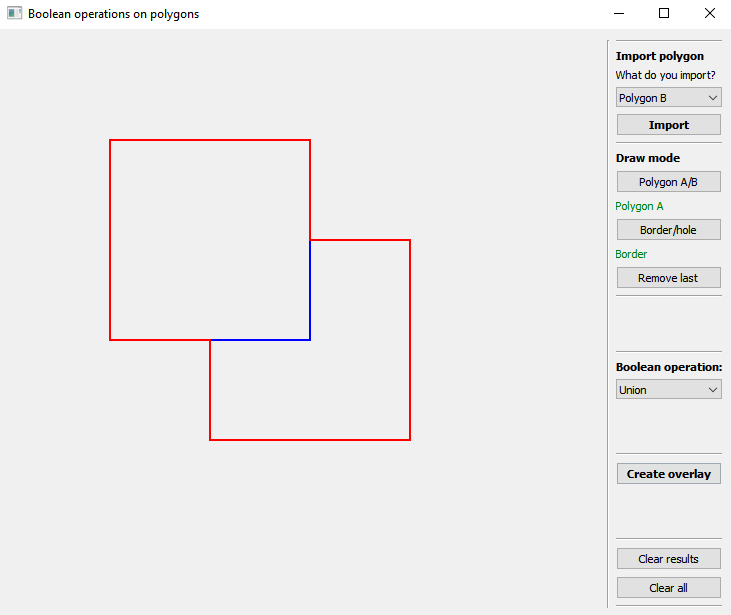 Boolean operations on polygons
Import polygon
What do you import?
Polygon B
Import
Draw mode
Polygon A/B
Polygon A
Border/hole
Border
Remove last
Boolean operation:
Union
Create overlay
Clear results
Clear all